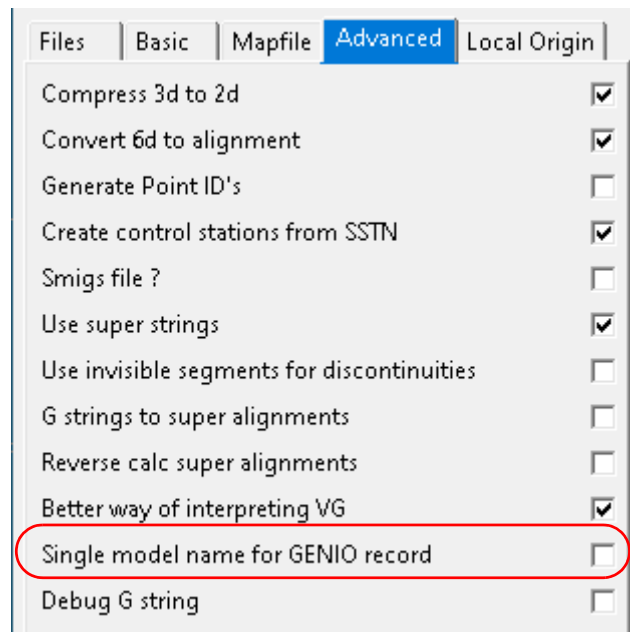 Files Basic Mapfile Advanced Local Origin
Compress 3d to 2d
Convert 6d to alignment
Generate Point ID's
Create control stations from SSTN
Smigs file ?
Use super strings
Use invisible segments for discontinuities
G strings to super alignments
Reverse calc super alignments
Better way of interpreting VG
Single model name for GENIO record
Debug G string